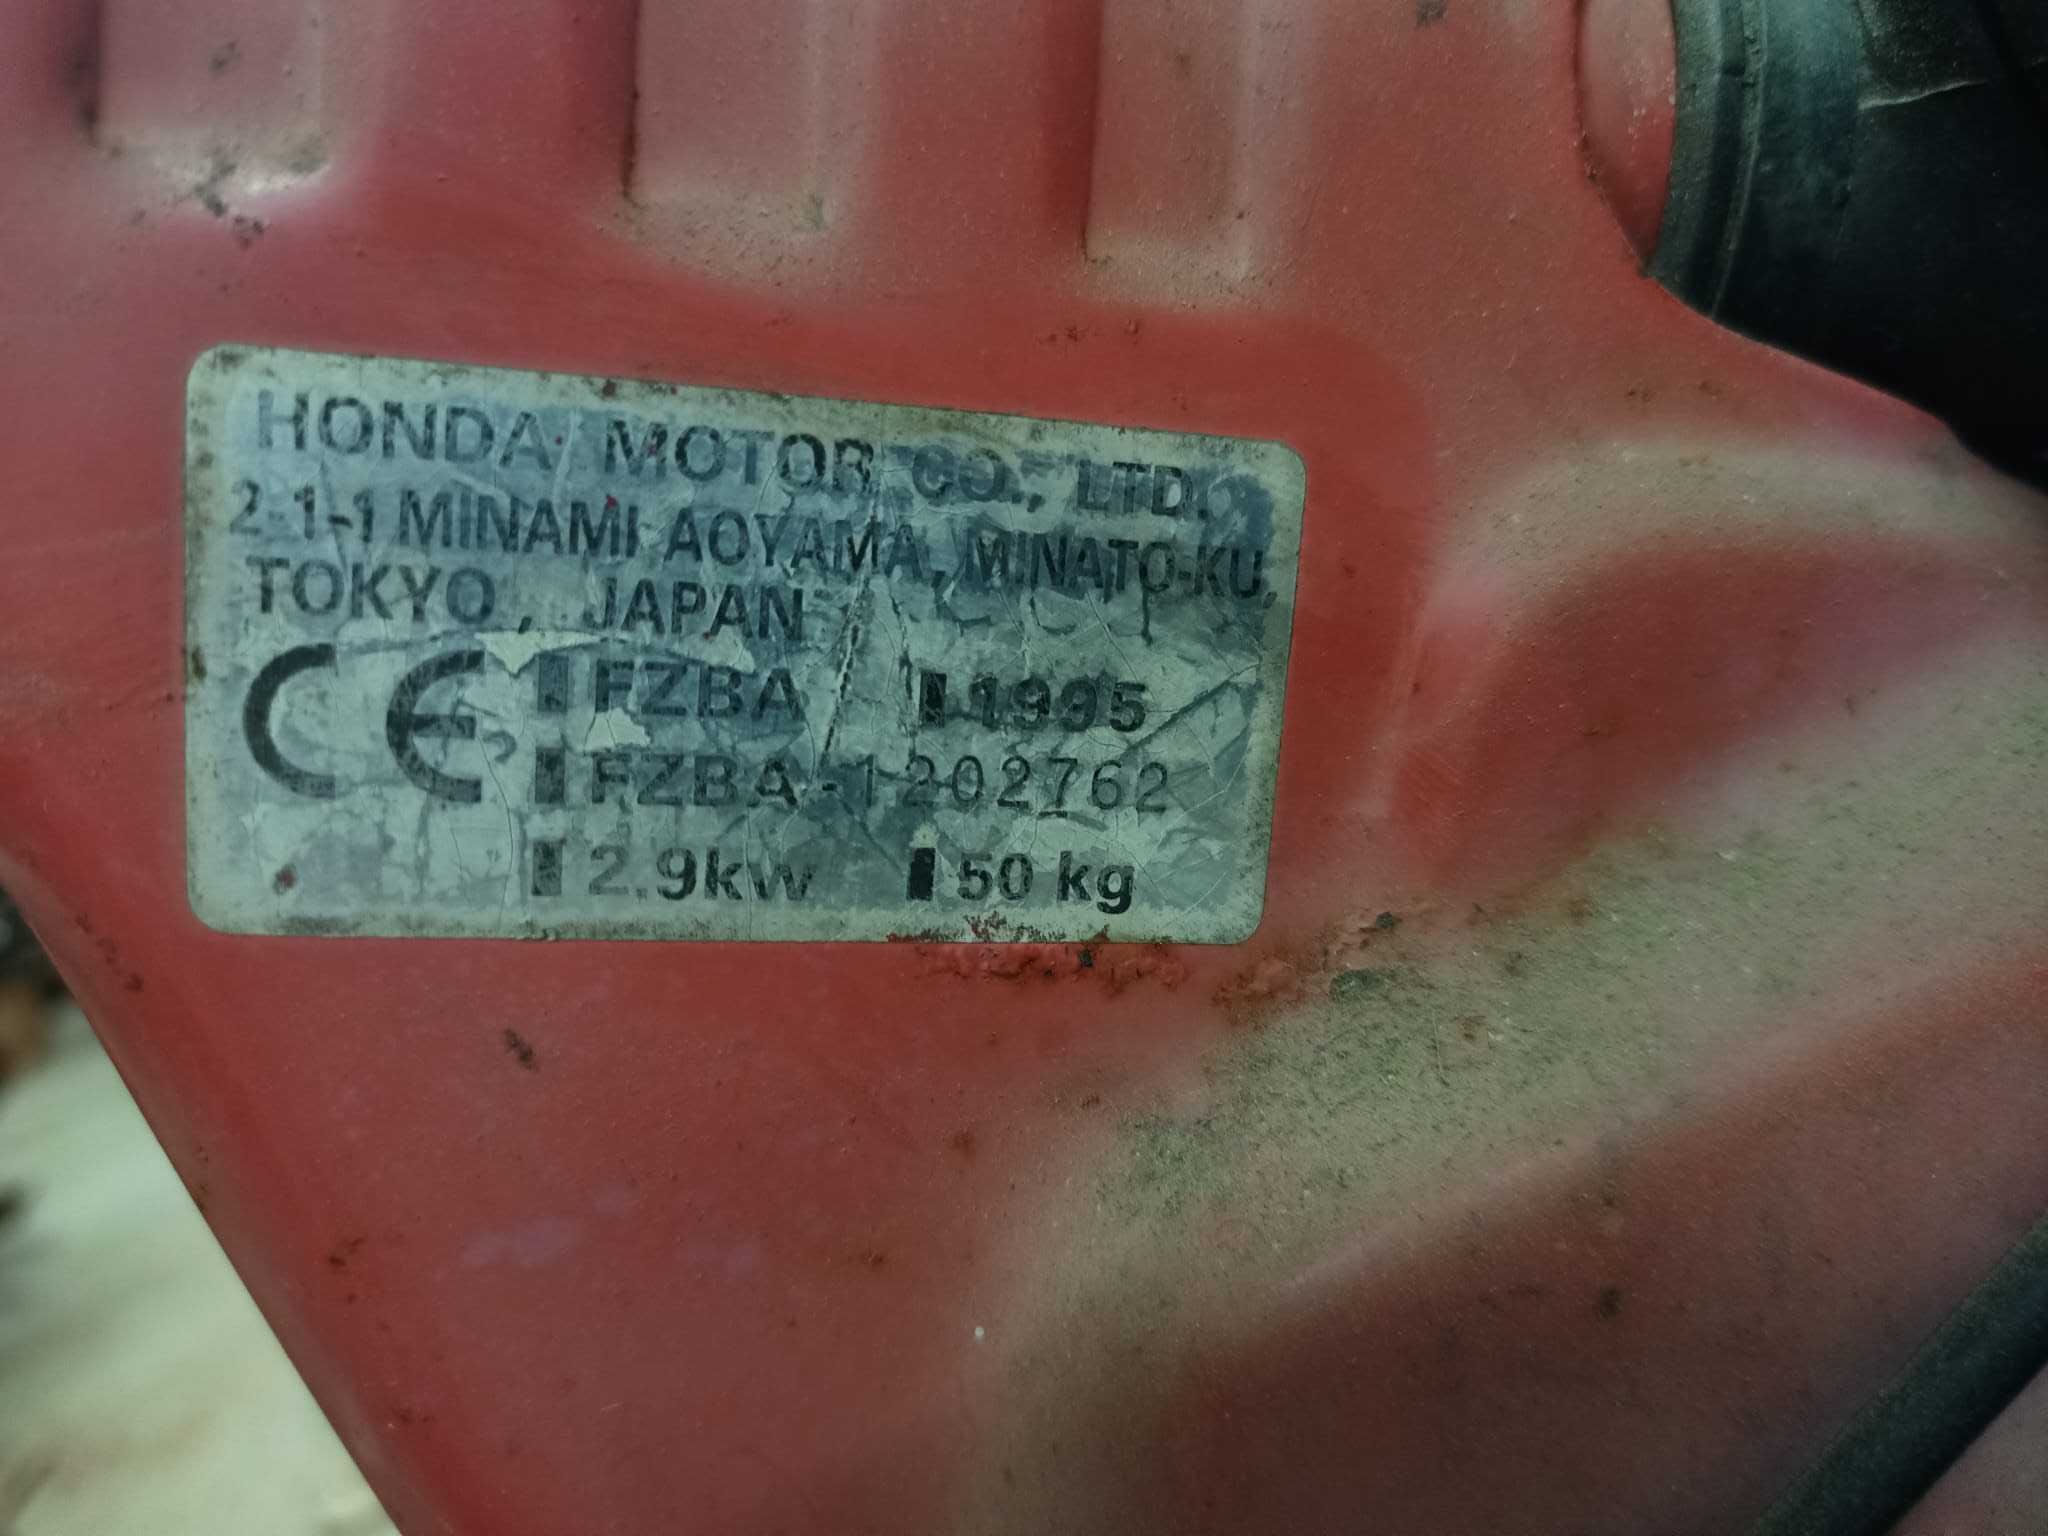 HONDA MOTOR CO., LTD.
2-1-1 MINAMI-AOYAMA, MINATO-KU,
TOKYO, JAPAN
CE FZBA 1995
FZBA-1202762
2.9kW 50 kg